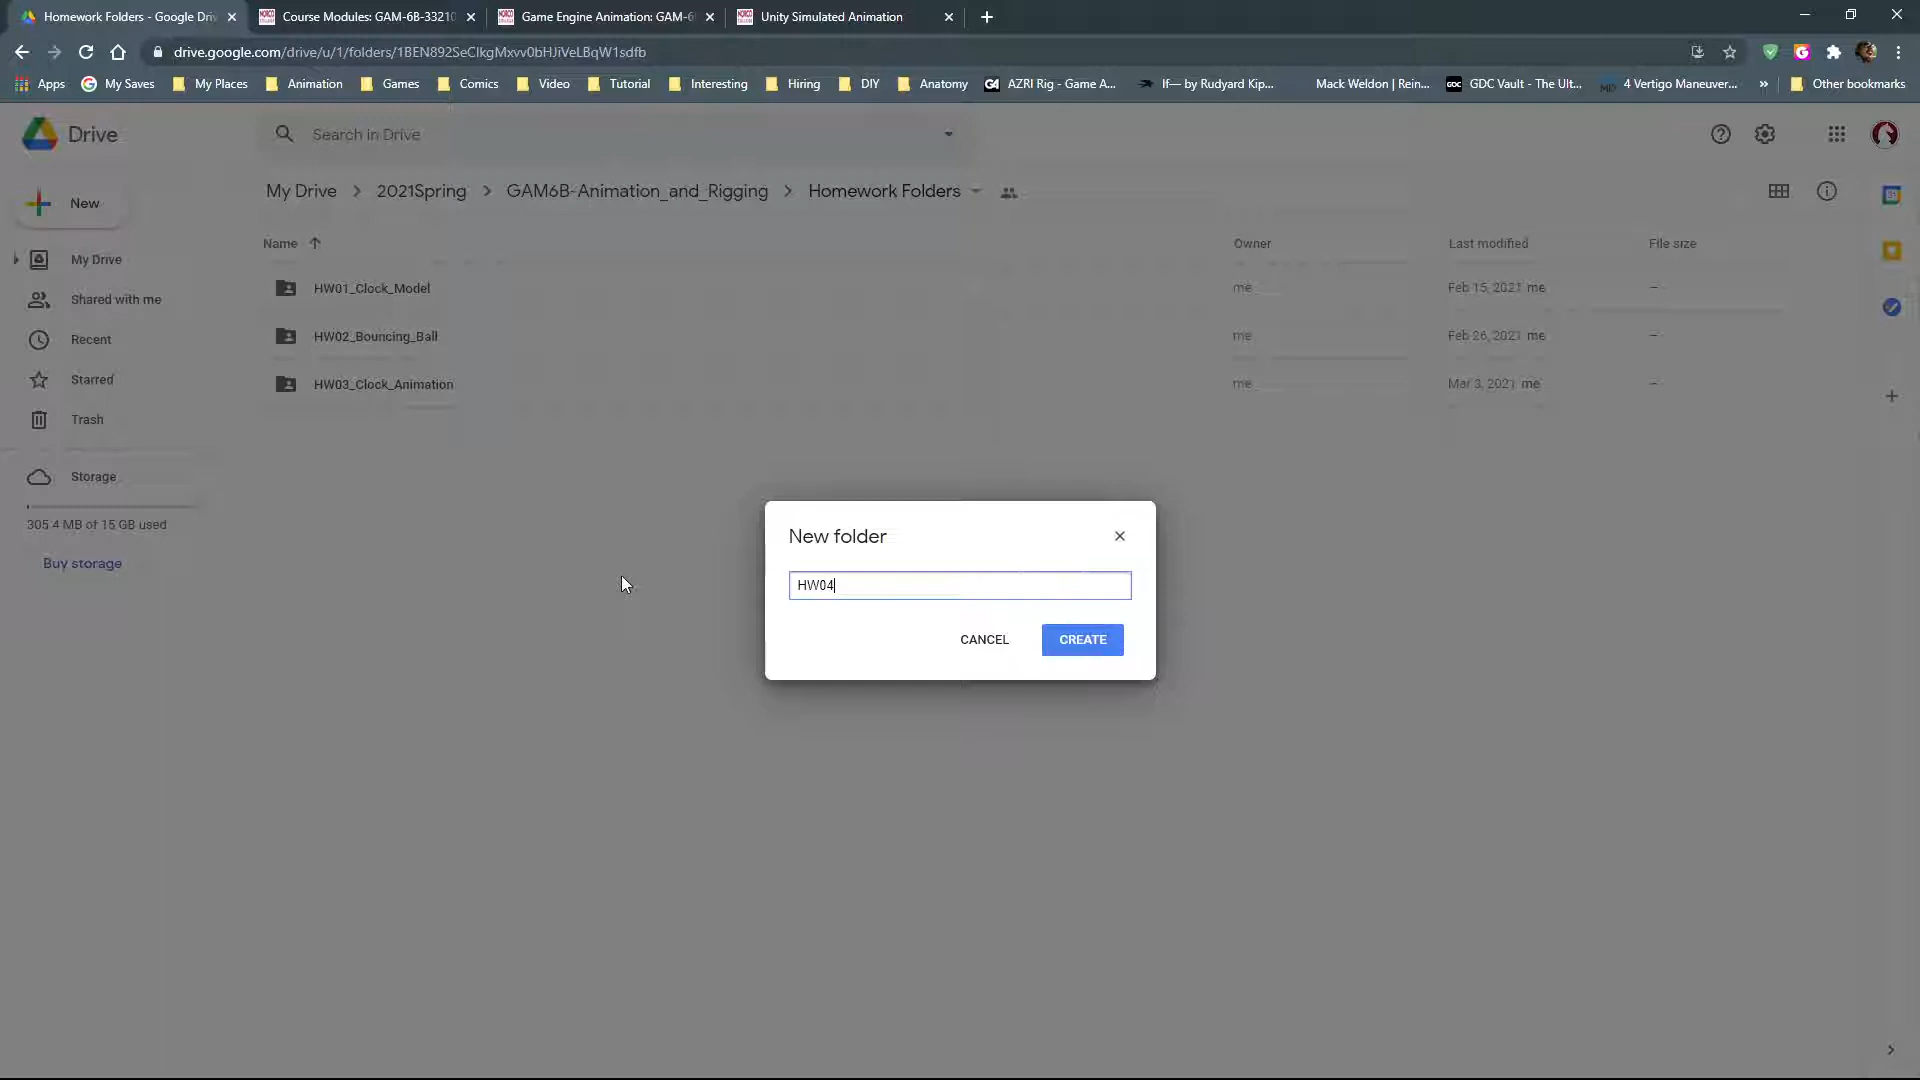 Homework Folders - Google Dri
Course Modules: GAM-6B-33210
Game Engine Animation: GAM-6
Unity Simulated Animation
drive.google.com/drive/u/1/folders/1BEN892SeClkgMxvv0bHJiVeLBqW1sdfb
Apps My Saves My Places Animation Games Comics Video Tutorial Interesting Hiring DIY Anatomy AZRI Rig - Game A... If— by Rudyard Kip... Mack Weldon | Rein... GDC Vault - The Ult... 4 Vertigo Maneuver... » Other bookmarks
Drive
Search in Drive
New
My Drive > 2021Spring > GAM6B-Animation_and_Rigging > Homework Folders
Name Owner Last modified File size
My Drive
Shared with me
Recent
Starred
Trash
Storage
305.4 MB of 15 GB used
Buy storage
HW01_Clock_Model me Feb 15, 2021 me —
HW02_Bouncing_Ball me Feb 26, 2021 me —
HW03_Clock_Animation me Mar 3, 2021 me —
New folder
HW04
CANCEL CREATE